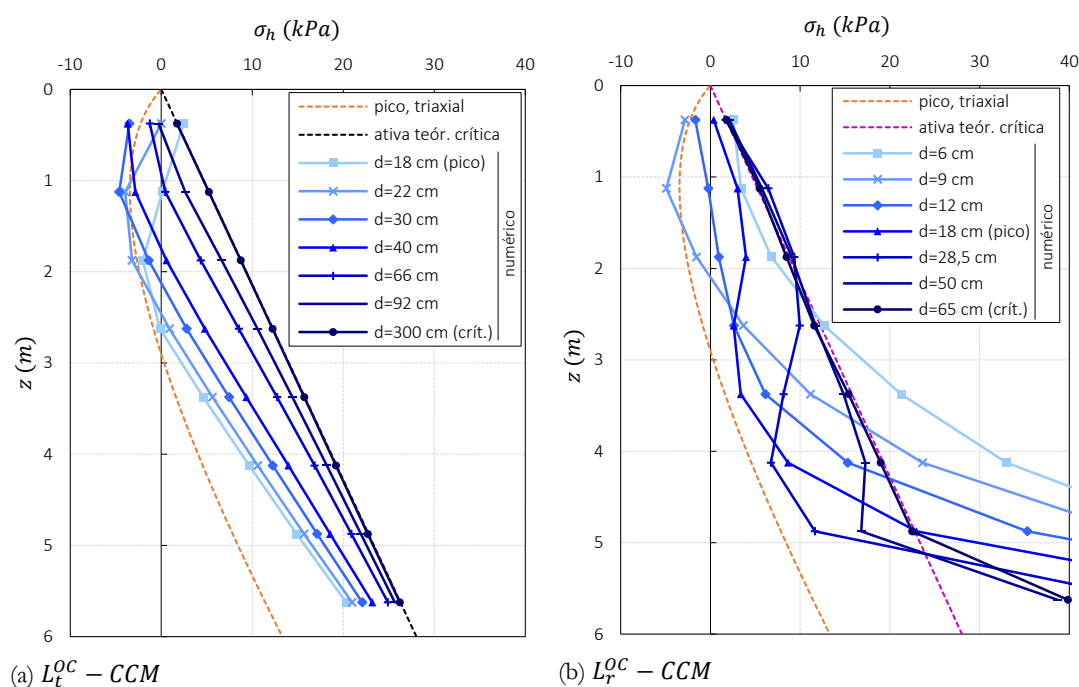 σ_h (kPa)
-10 0 10 20 30 40
0
1
2
3
4
5
6
z (m)
pico, triaxial
ativa teór. crítica
d=18 cm (pico)
d=22 cm
d=30 cm
d=40 cm
d=66 cm
d=92 cm
d=300 cm (crít.)
numérico
(a) L_t^{OC} − CCM
σ_h (kPa)
-10 0 10 20 30 40
0
1
2
3
4
5
6
z (m)
pico, triaxial
ativa teór. crítica
d=6 cm
d=9 cm
d=12 cm
d=18 cm (pico)
d=28,5 cm
d=50 cm
d=65 cm (crít.)
numérico
(b) L_r^{OC} − CCM